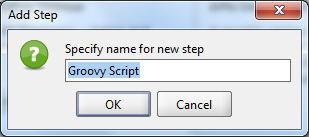 Add Step
Specify name for new step
Groovy Script
OK
Cancel